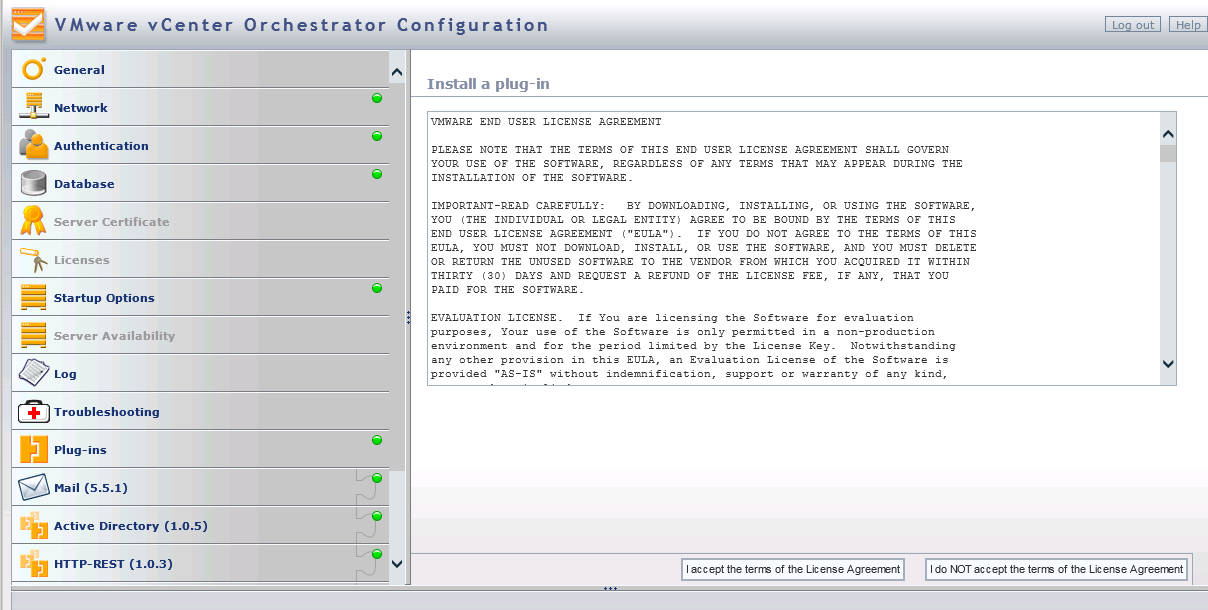 VMware vCenter Orchestrator Configuration
Log out
Help
General
Network
Authentication
Database
Server Certificate
Licenses
Startup Options
Server Availability
Log
Troubleshooting
Plug-ins
Mail (5.5.1)
Active Directory (1.0.5)
HTTP-REST (1.0.3)
Install a plug-in
VMWARE END USER LICENSE AGREEMENT
PLEASE NOTE THAT THE TERMS OF THIS END USER LICENSE AGREEMENT SHALL GOVERN
YOUR USE OF THE SOFTWARE, REGARDLESS OF ANY TERMS THAT MAY APPEAR DURING THE
INSTALLATION OF THE SOFTWARE.
IMPORTANT-READ CAREFULLY:   BY DOWNLOADING, INSTALLING, OR USING THE SOFTWARE,
YOU (THE INDIVIDUAL OR LEGAL ENTITY) AGREE TO BE BOUND BY THE TERMS OF THIS
END USER LICENSE AGREEMENT ("EULA").  IF YOU DO NOT AGREE TO THE TERMS OF THIS
EULA, YOU MUST NOT DOWNLOAD, INSTALL, OR USE THE SOFTWARE, AND YOU MUST DELETE
OR RETURN THE UNUSED SOFTWARE TO THE VENDOR FROM WHICH YOU ACQUIRED IT WITHIN
THIRTY (30) DAYS AND REQUEST A REFUND OF THE LICENSE FEE, IF ANY, THAT YOU
PAID FOR THE SOFTWARE.
EVALUATION LICENSE.  If You are licensing the Software for evaluation
purposes, Your use of the Software is only permitted in a non-production
environment and for the period limited by the License Key.  Notwithstanding
any other provision in this EULA, an Evaluation License of the Software is
provided "AS-IS" without indemnification, support or warranty of any kind,
I accept the terms of the License Agreement
I do NOT accept the terms of the License Agreement